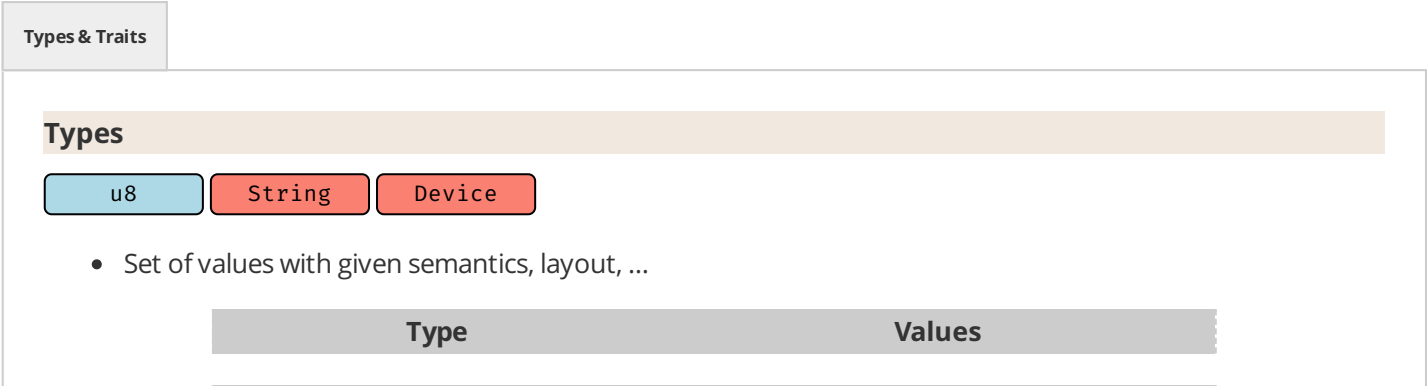 Types & Traits
Types
u8 String Device
• Set of values with given semantics, layout, …
Type Values